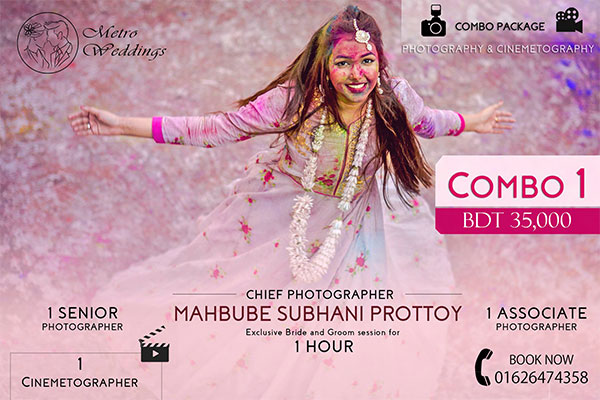 Metro
Weddings
COMBO PACKAGE
PHOTOGRAPHY & CINEMETOGRAPHY
COMBO 1
BDT 35,000
CHIEF PHOTOGRAPHER
MAHBUBE SUBHANI PROTTOY
Exclusive Bride and Groom session for
1 HOUR
1 SENIOR
PHOTOGRAPHER
1 ASSOCIATE
PHOTOGRAPHER
1
CINEMETOGRAPHER
BOOK NOW
01626474358